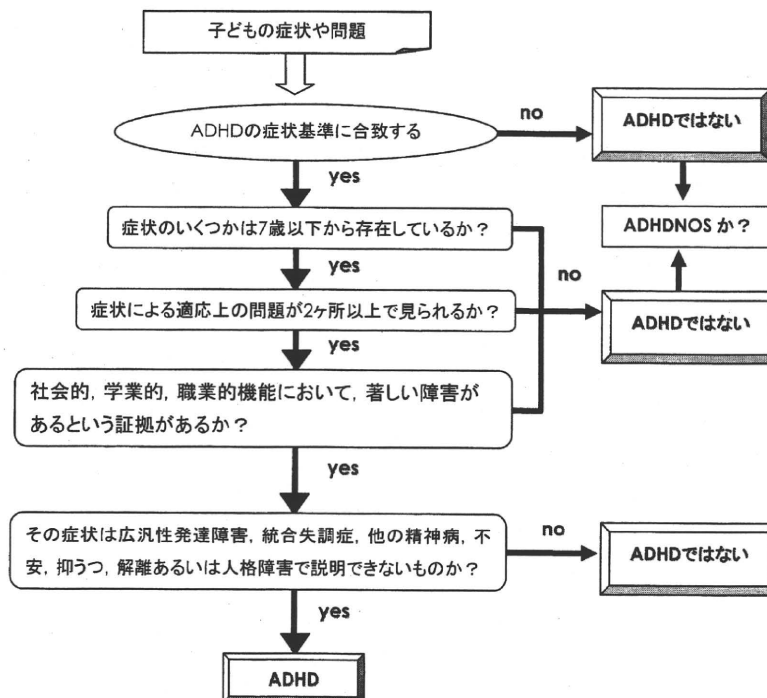 子どもの症状や問題
ADHDの症状基準に合致する
no
ADHDではない
yes
症状のいくつかは7歳以下から存在しているか？
ADHDNOSか？
yes
no
症状による適応上の問題が2ヶ所以上で見られるか？
ADHDではない
yes
社会的，学業的，職業的機能において，著しい障害が
あるという証拠があるか？
yes
その症状は広汎性発達障害，統合失調症，他の精神病，不
安，抑うつ，解離あるいは人格障害で説明できないものか？
no
ADHDではない
yes
ADHD